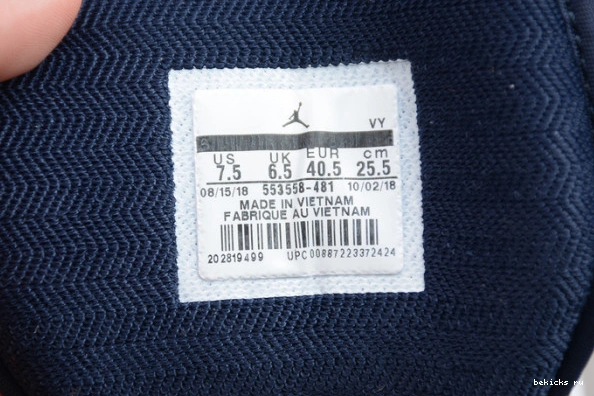 VY
US UK EUR cm
7.5 6.5 40.5 25.5
08/15/18 553558-481 10/02/18
MADE IN VIETNAM
FABRIQUE AU VIETNAM
202819499 UPC00887223372424
bekicks ru